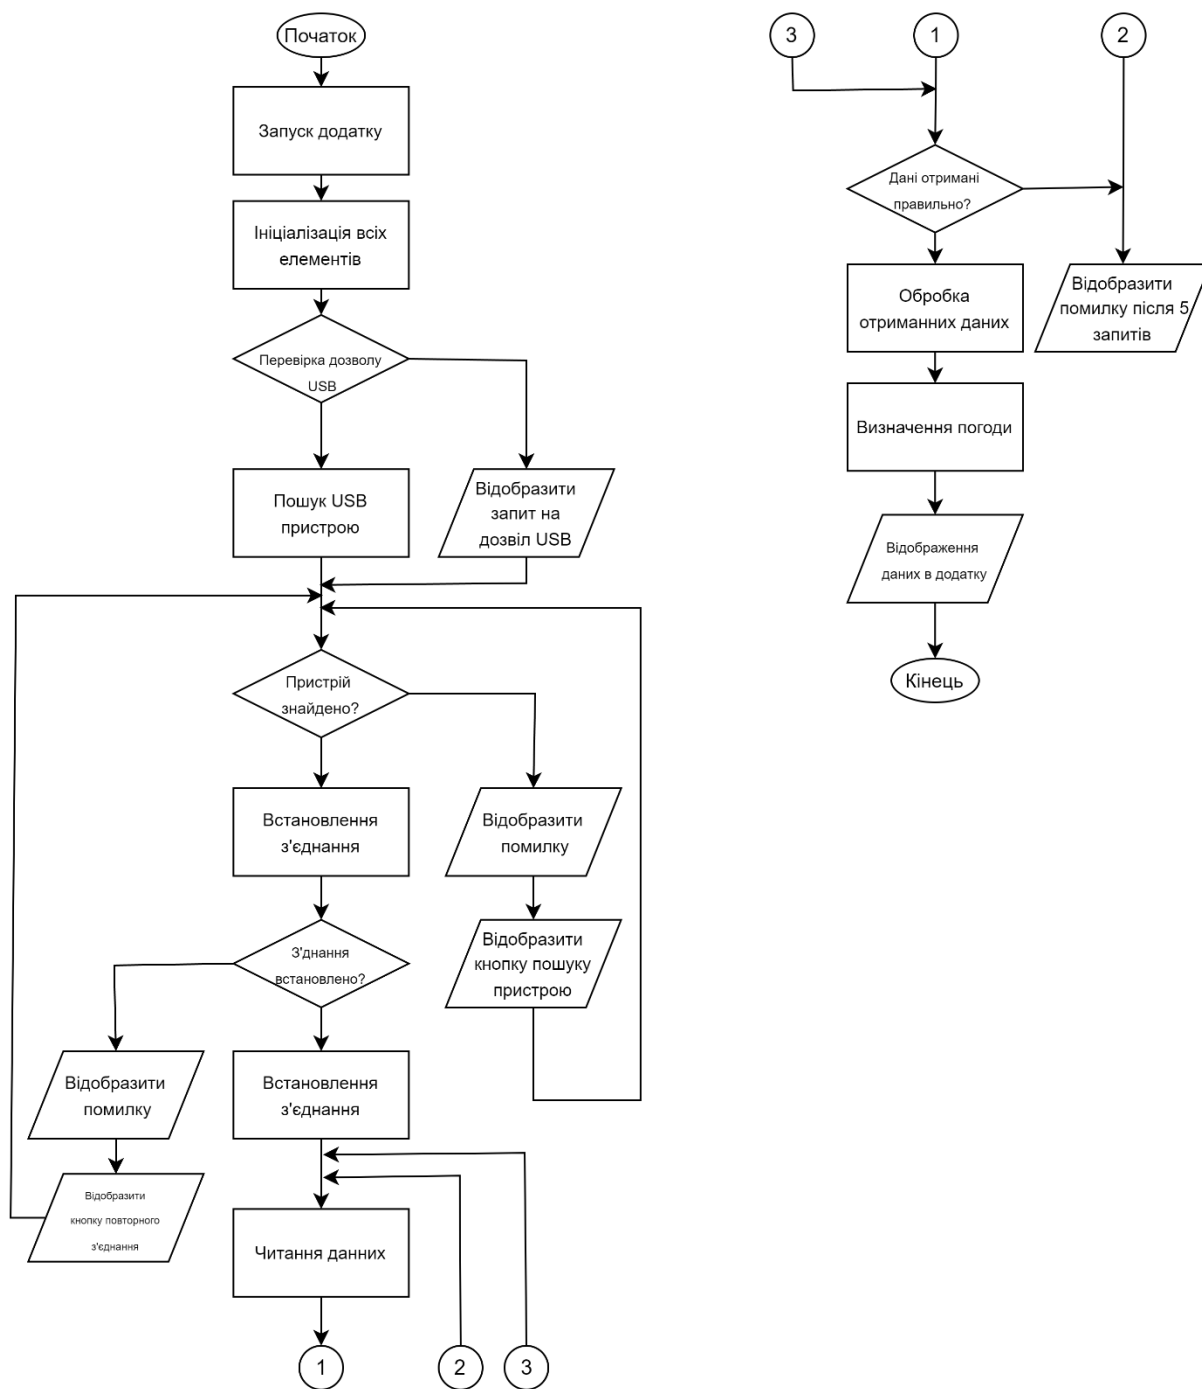 Початок
Запуск додатку
Ініціалізація всіх
елементів
Перевірка дозволу
USB
Пошук USB
пристрою
Відобразити
запит на
дозвіл USB
Пристрій
знайдено?
Встановлення
з'єднання
Відобразити
помилку
З'днання
встановлено?
Відобразити
кнопку пошуку
пристрою
Відобразити
помилку
Встановлення
з'єднання
Відобразити
кнопку повторного
з'єднання
Читання данних
1
2
3
3
1
2
Дані отримані
правильно?
Обробка
отриманних даних
Відобразити
помилку після 5
запитів
Визначення погоди
Відображення
даних в додатку
Кінець